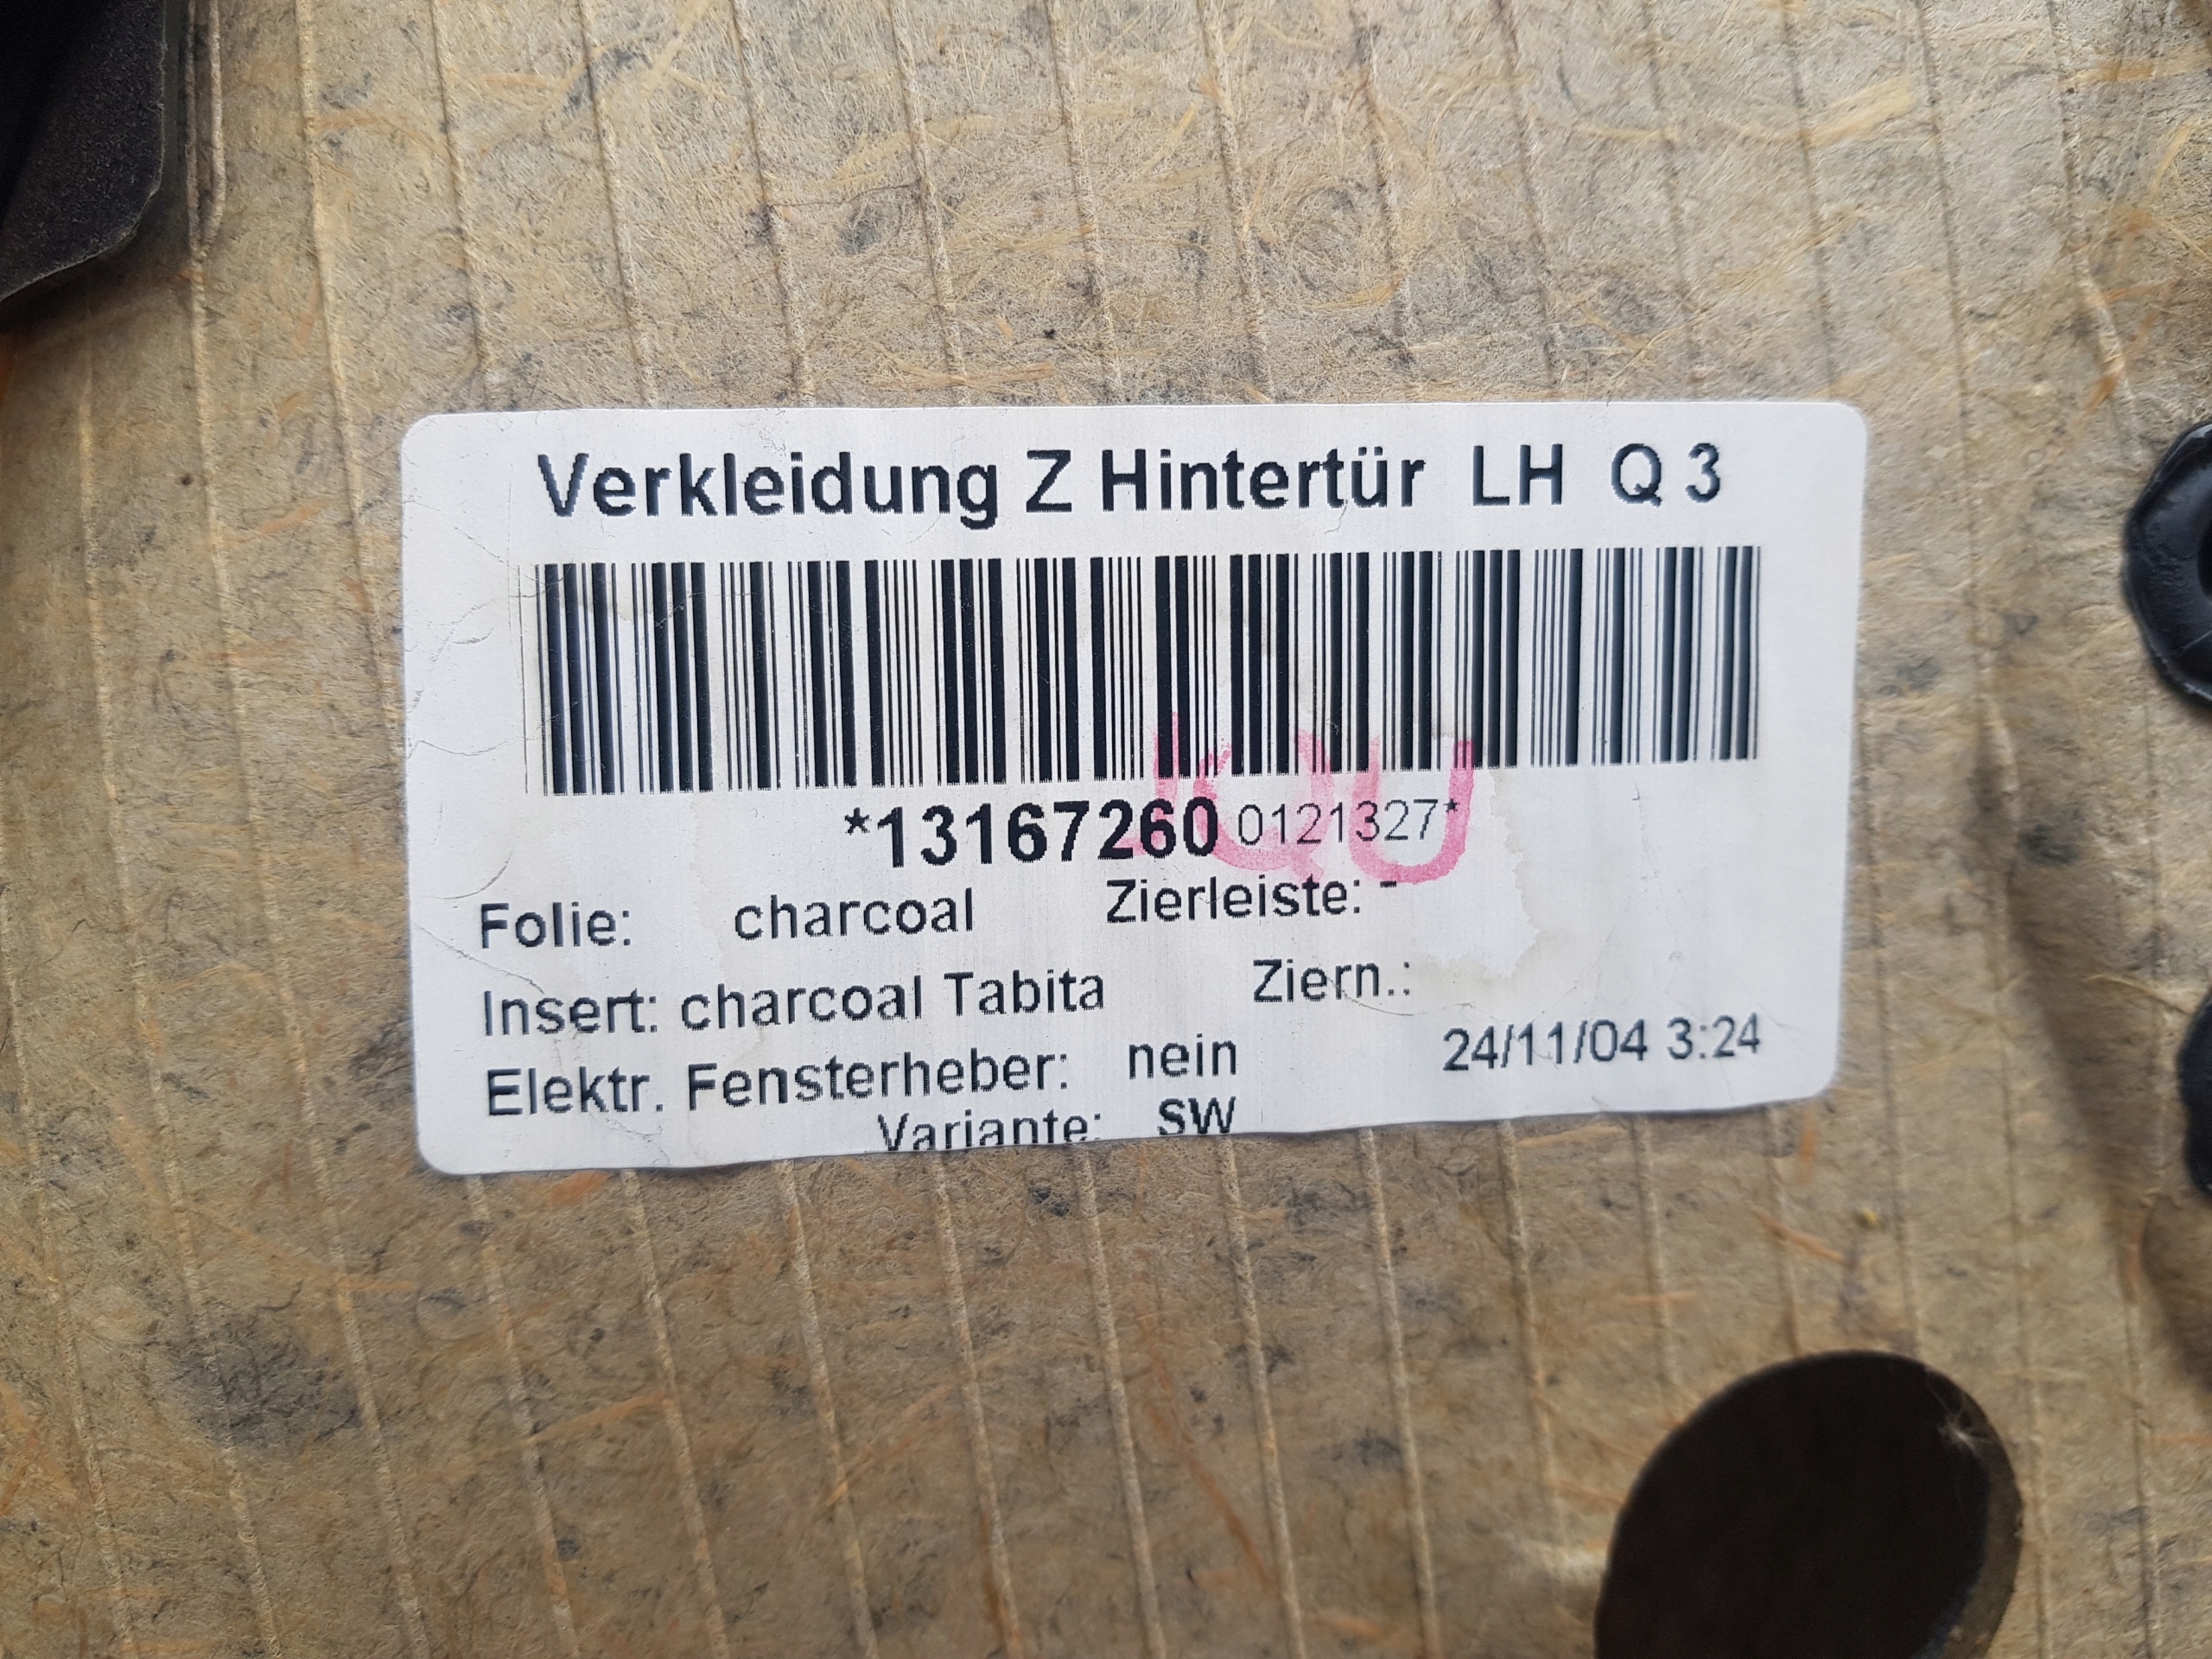 Verkleidung Z Hintertür LH Q 3
*13167260 0121327*
QU
Folie: charcoal Zierleiste: -
Insert: charcoal Tabita Ziern.:
Elektr. Fensterheber: nein 24/11/04 3:24
Variante: SW